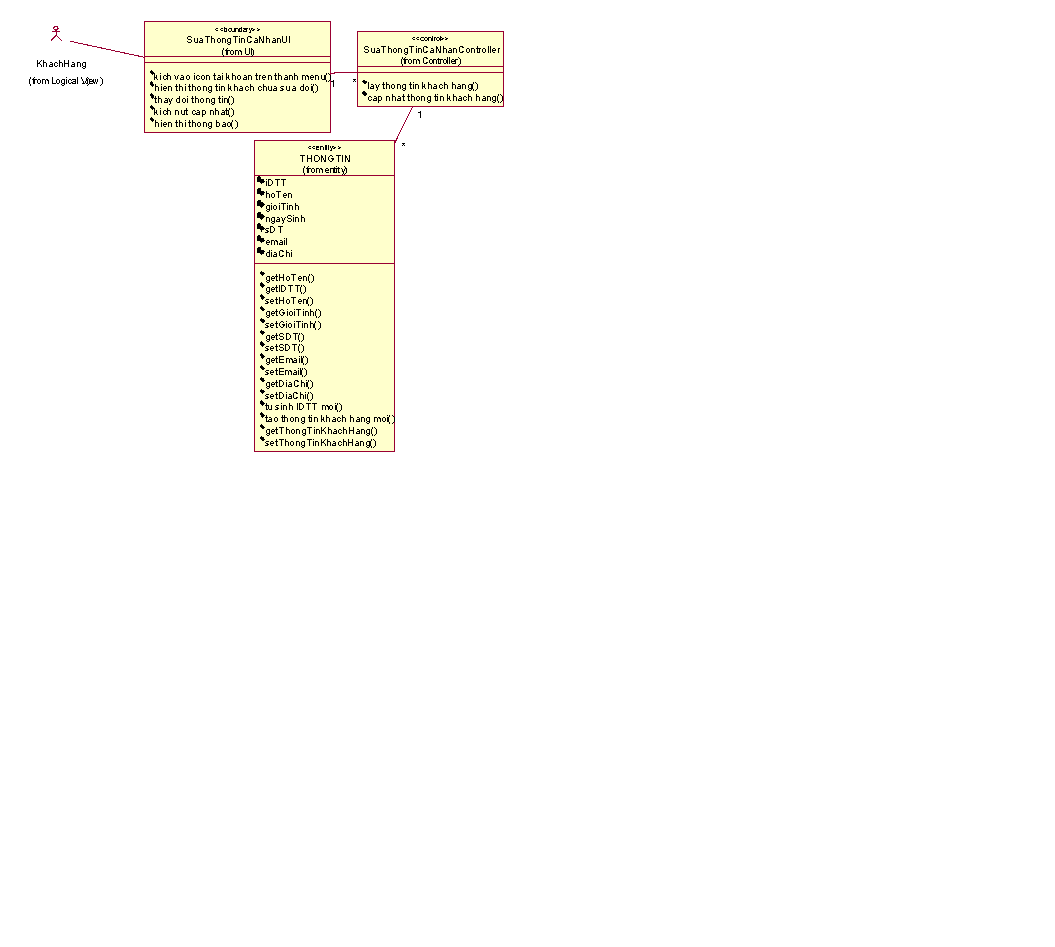 KhachHang
(from Logical View)
<<boundary>>
SuaThongTinCaNhanUI
(from UI)
kich vao icon tai khoan tren thanh menu()
hien thi thong tin khach chua sua doi()
thay doi thong tin()
kich nut cap nhat()
hien thi thong bao()
1
*
<<control>>
SuaThongTinCaNhanController
(from Controller)
lay thong tin khach hang()
cap nhat thong tin khach hang()
1
*
<<entity>>
THONGTIN
(from entity)
iDTT
hoTen
gioiTinh
ngaySinh
sDT
email
diaChi
getHoTen()
getIDTT()
setHoTen()
getGioiTinh()
setGioiTinh()
getSDT()
setSDT()
getEmail()
setEmail()
getDiaChi()
setDiaChi()
tu sinh IDTT moi()
tao thong tin khach hang moi()
getThongTinKhachHang()
setThongTinKhachHang()